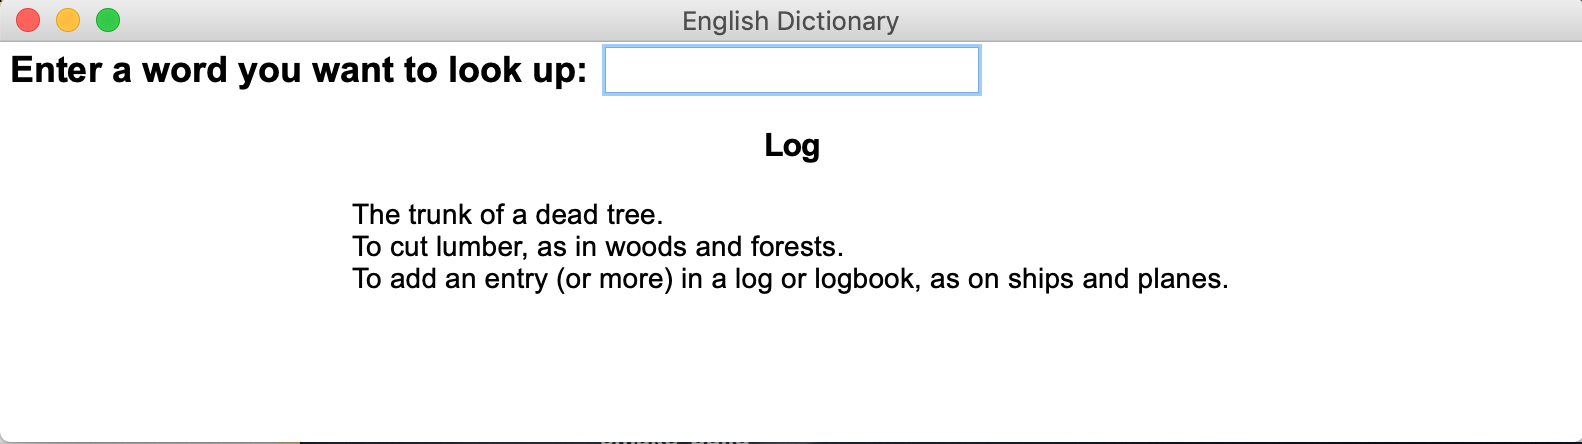 English Dictionary
Enter a word you want to look up:
Log
The trunk of a dead tree.
To cut lumber, as in woods and forests.
To add an entry (or more) in a log or logbook, as on ships and planes.